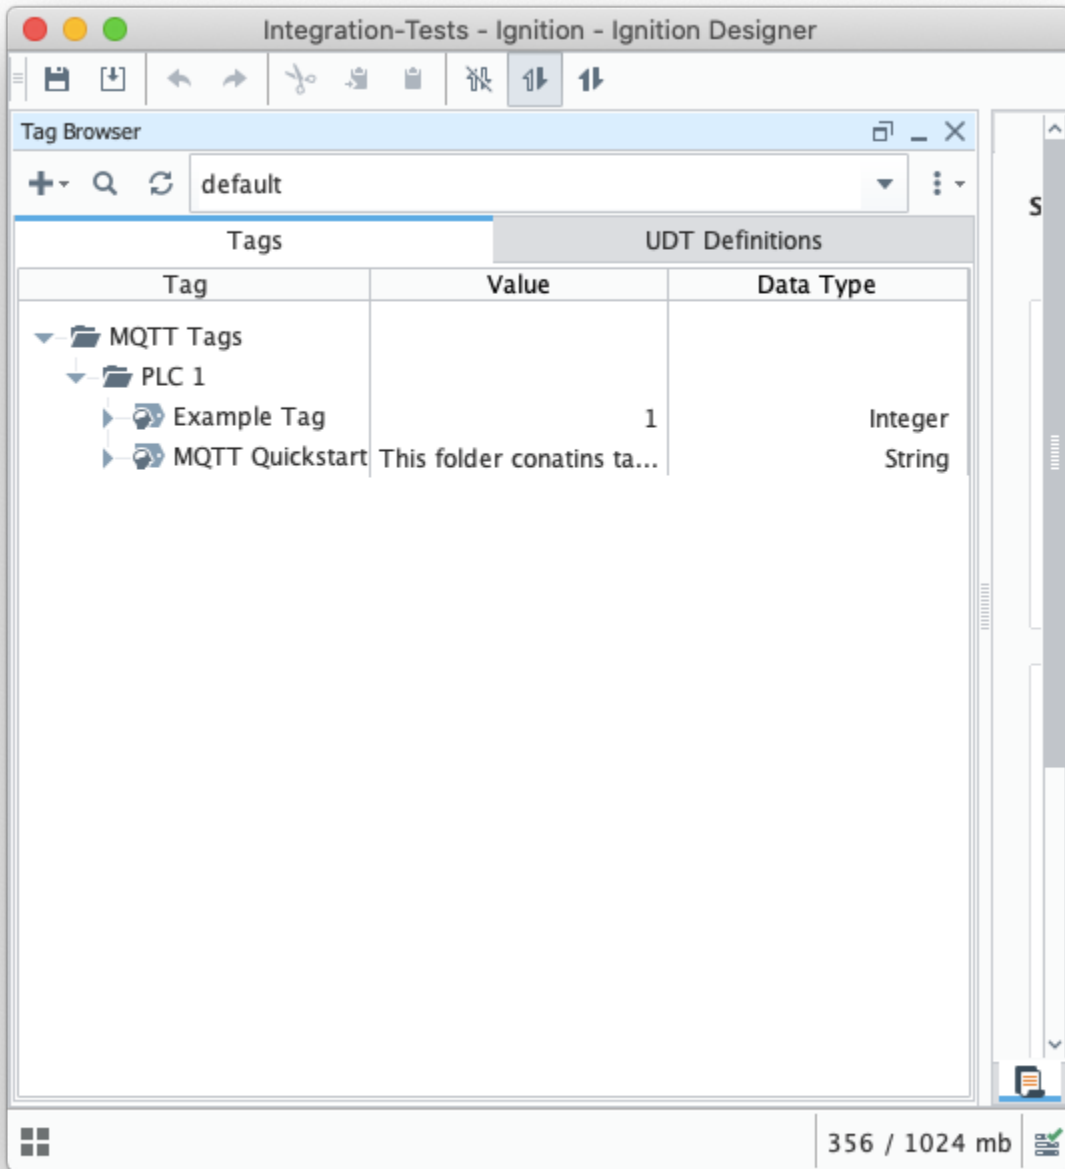 Integration-Tests - Ignition - Ignition Designer
Tag Browser
default
S
Tags UDT Definitions
Tag Value Data Type
MQTT Tags
PLC 1
Example Tag 1 Integer
MQTT Quickstart This folder conatins ta... String
356 / 1024 mb